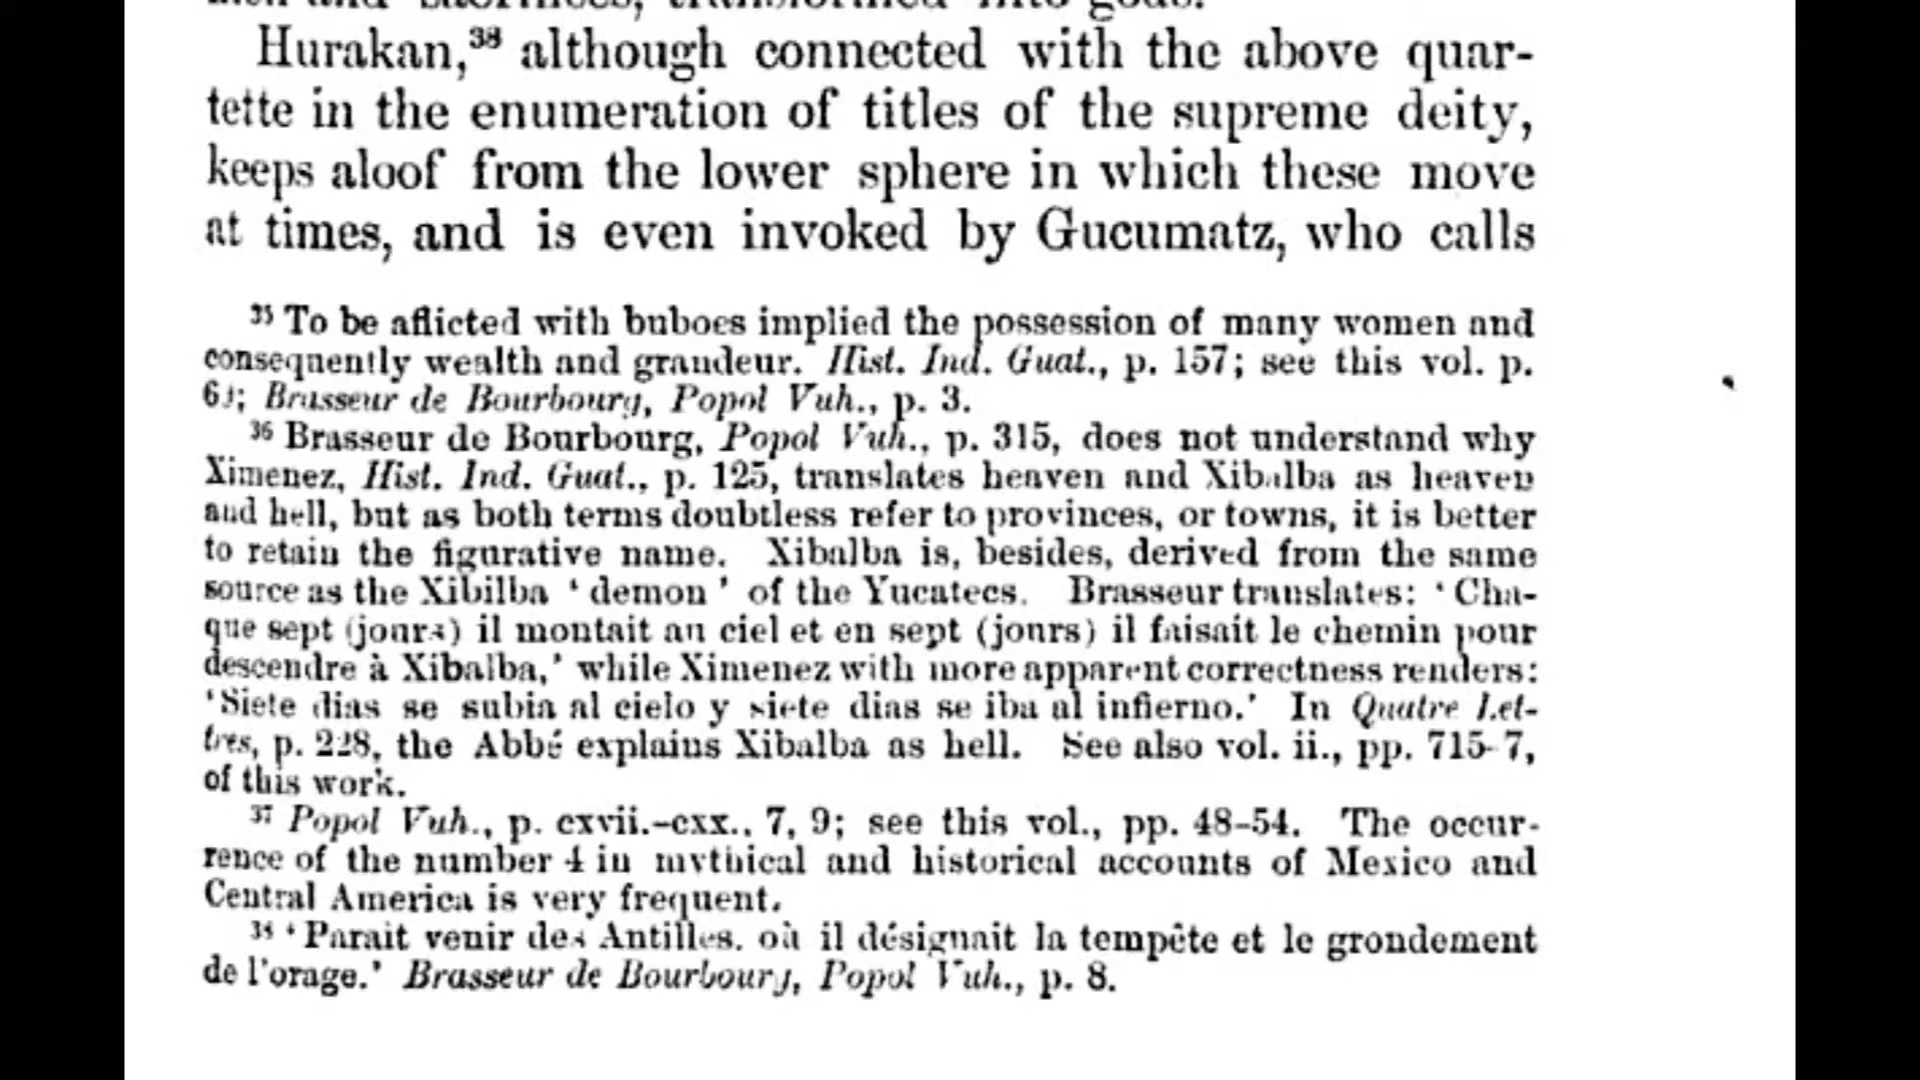 men and sacrifices, transformed into gods.
Hurakan,³⁸ although connected with the above quar-
tette in the enumeration of titles of the supreme deity,
keeps aloof from the lower sphere in which these move
at times, and is even invoked by Gucumatz, who calls
³⁵ To be aflicted with buboes implied the possession of many women and
consequently wealth and grandeur. Hist. Ind. Guat., p. 157; see this vol. p.
Brasseur de Bourbourg, Popol Vuh., p. 3.
³⁶ Brasseur de Bourbourg, Popol Vuh., p. 315, does not understand why
Ximenez, Hist. Ind. Guat., p. 125, translates heaven and Xibalba as heaven
and hell, but as both terms doubtless refer to provinces, or towns, it is better
to retain the figurative name. Xibalba is, besides, derived from the same
source as the Xibilba ‘demon’ of the Yucatecs. Brasseur translates: ‘Cha-
que sept (jours) il montait au ciel et en sept (jours) il faisait le chemin pour
descendre à Xibalba,’ while Ximenez with more apparent correctness renders:
‘Siete dias se subia al cielo y siete dias se iba al infierno.’ In Quatre Let-
tres, p. 228, the Abbé explains Xibalba as hell. See also vol. ii., pp. 715-7,
of this work.
³⁷ Popol Vuh., p. cxvii.-cxx., 7, 9; see this vol., pp. 48-54. The occur-
rence of the number 4 in mythical and historical accounts of Mexico and
Central America is very frequent.
³⁸ ‘Parait venir des Antilles, où il désignait la tempête et le grondement
de l'orage.’ Brasseur de Bourbourg, Popol Vuh., p. 8.